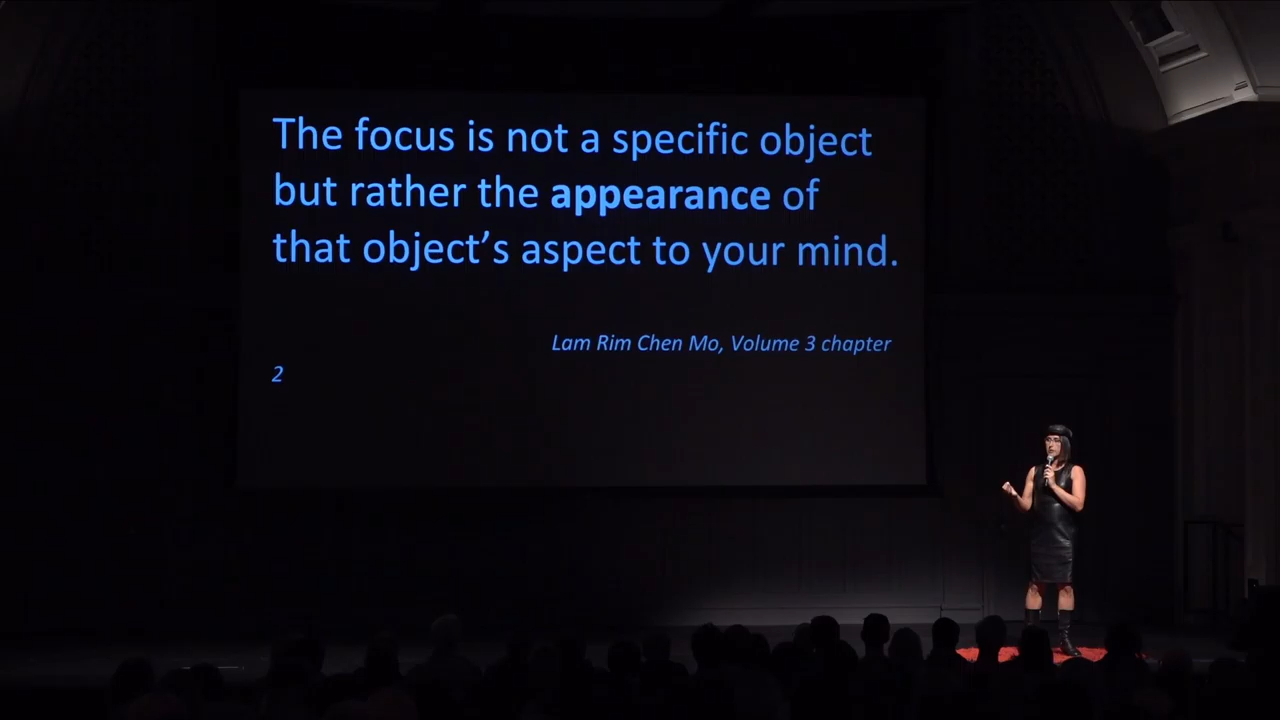 The focus is not a specific object
but rather the appearance of
that object’s aspect to your mind.
Lam Rim Chen Mo, Volume 3 chapter
2